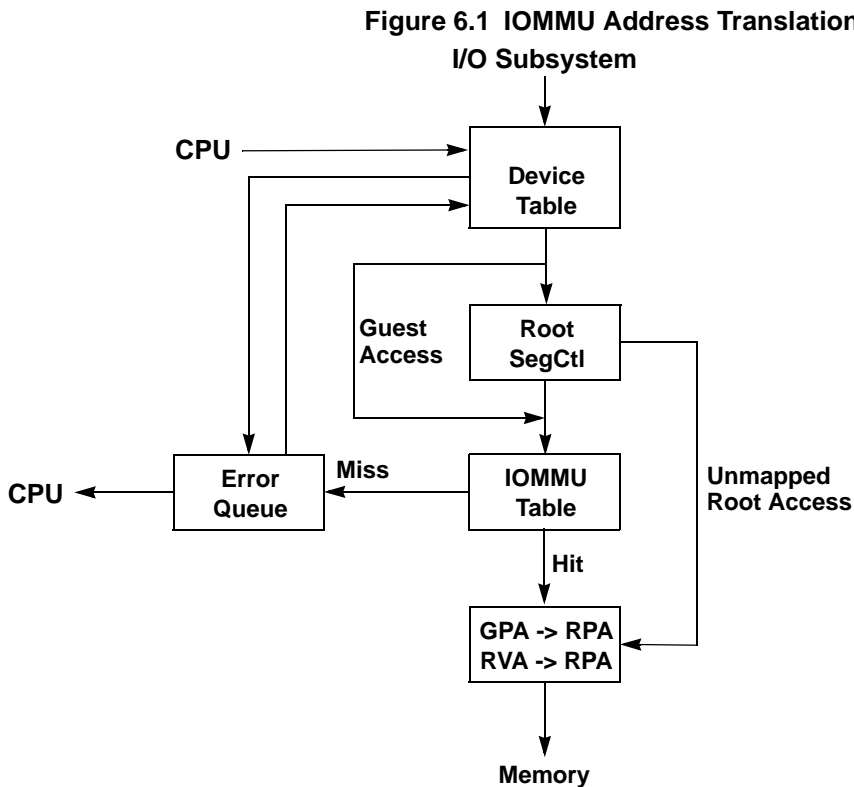 Figure 6.1 IOMMU Address Translation
I/O Subsystem
CPU
Device
Table
Guest
Access
Root
SegCtl
Unmapped
Root Access
CPU
Error
Queue
Miss
IOMMU
Table
Hit
GPA -> RPA
RVA -> RPA
Memory